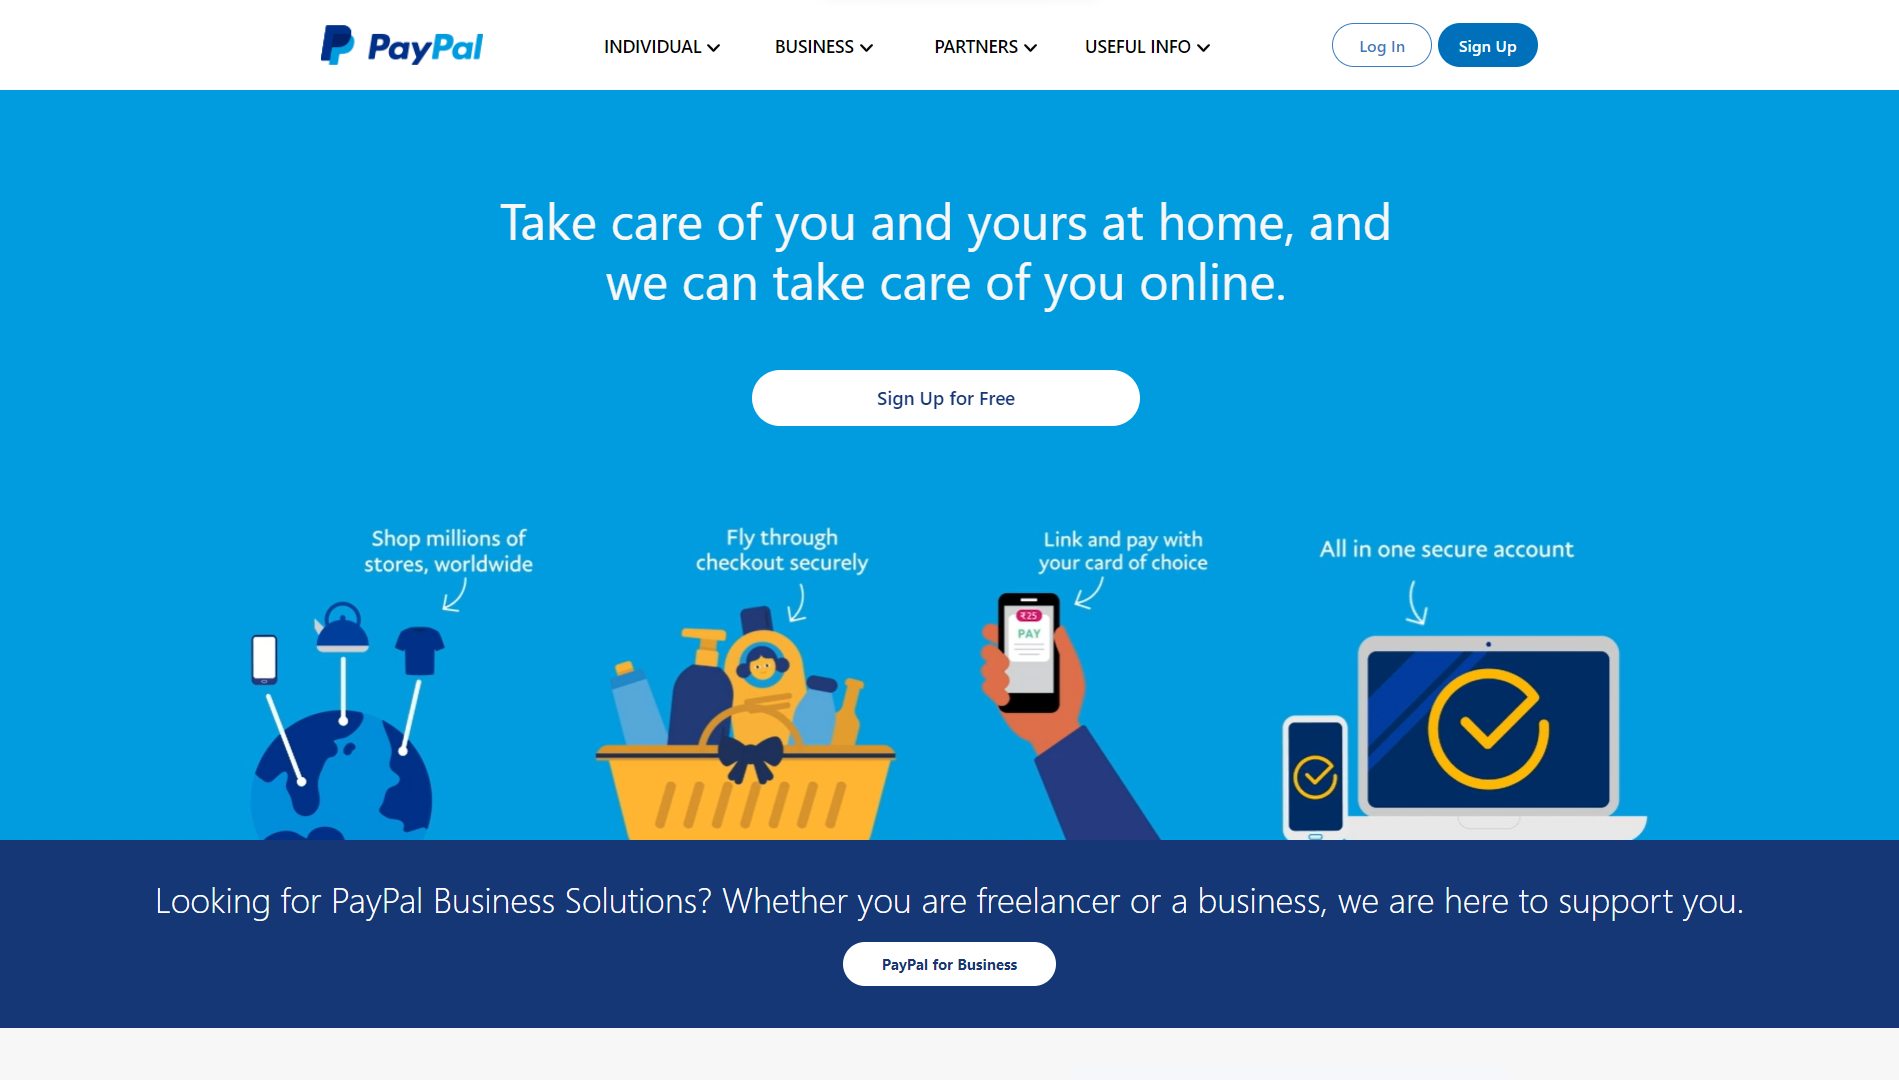 PayPal
INDIVIDUAL
BUSINESS
PARTNERS
USEFUL INFO
Log In
Sign Up
Take care of you and yours at home, and
we can take care of you online.
Sign Up for Free
Shop millions of
stores, worldwide
Fly through
checkout securely
Link and pay with
your card of choice
All in one secure account
₹25
PAY
Looking for PayPal Business Solutions? Whether you are freelancer or a business, we are here to support you.
PayPal for Business